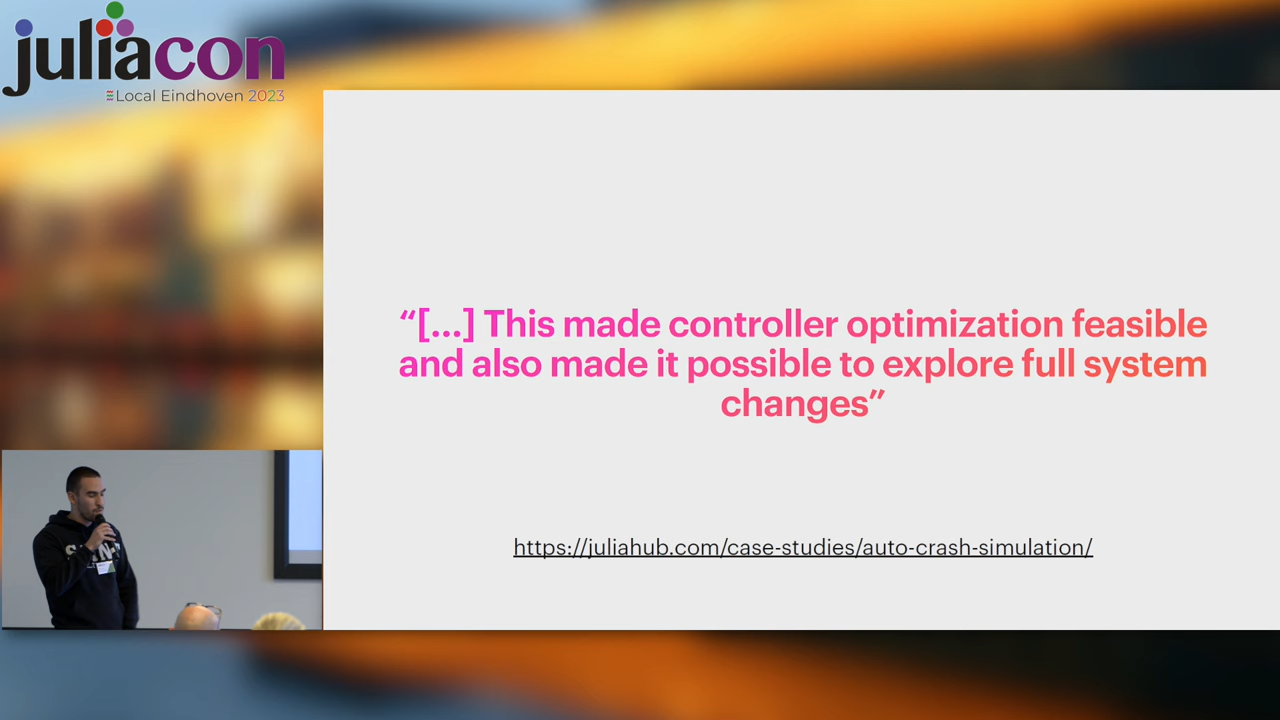 juliacon
Local Eindhoven 2023
“[...] This made controller optimization feasible
and also made it possible to explore full system
changes”
https://juliahub.com/case-studies/auto-crash-simulation/